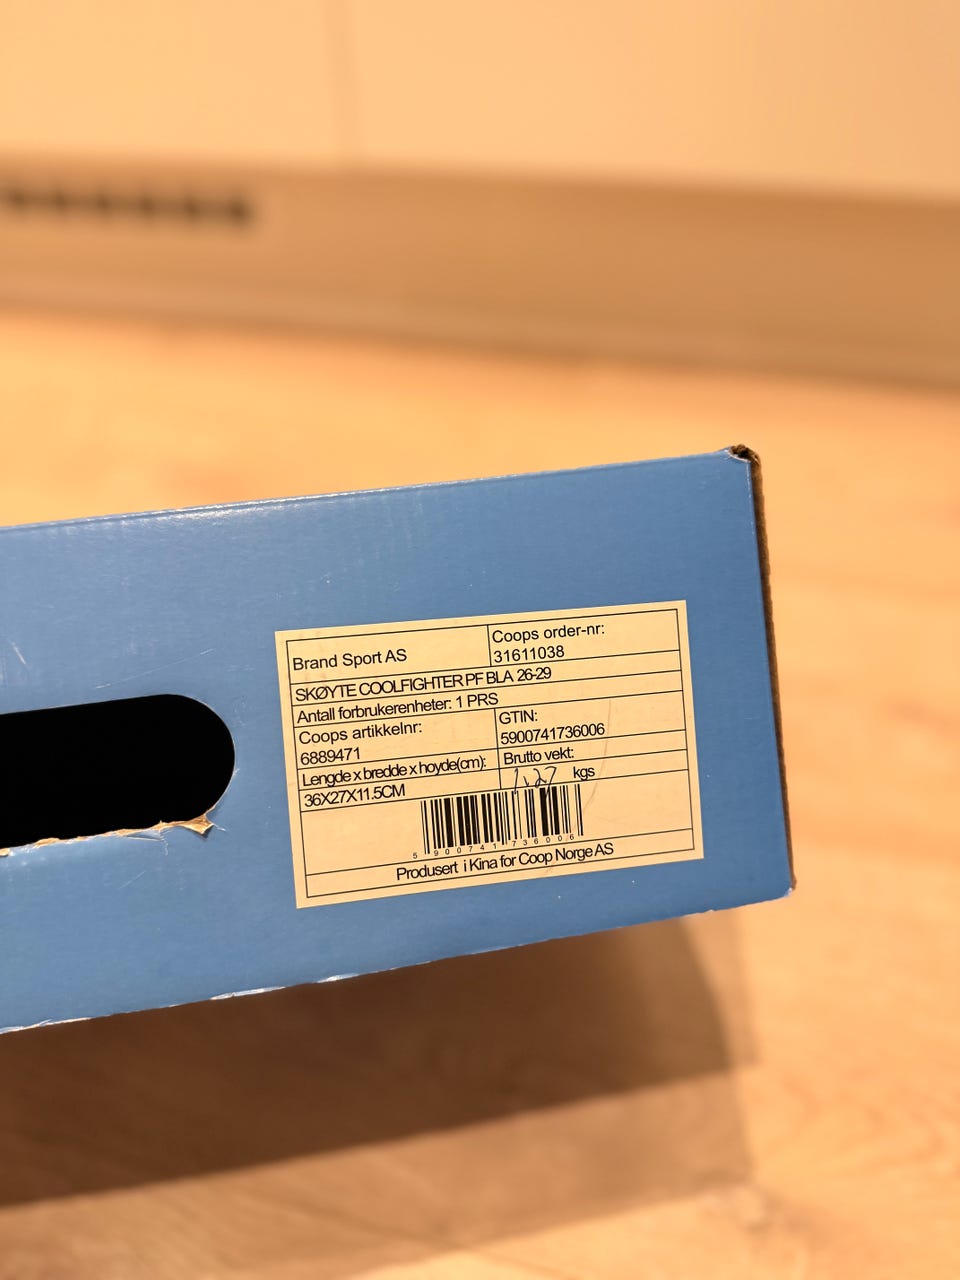 Brand Sport AS
Coops order-nr:
31611038
SKØYTE COOLFIGHTER PF BLA 26-29
Antall forbrukerenheter: 1 PRS
Coops artikkelnr:
6889471
GTIN:
5900741736006
Lengde x bredde x hoyde(cm):
36X27X11.5CM
Brutto vekt:
1,27 kgs
5 900741 736006
Produsert i Kina for Coop Norge AS